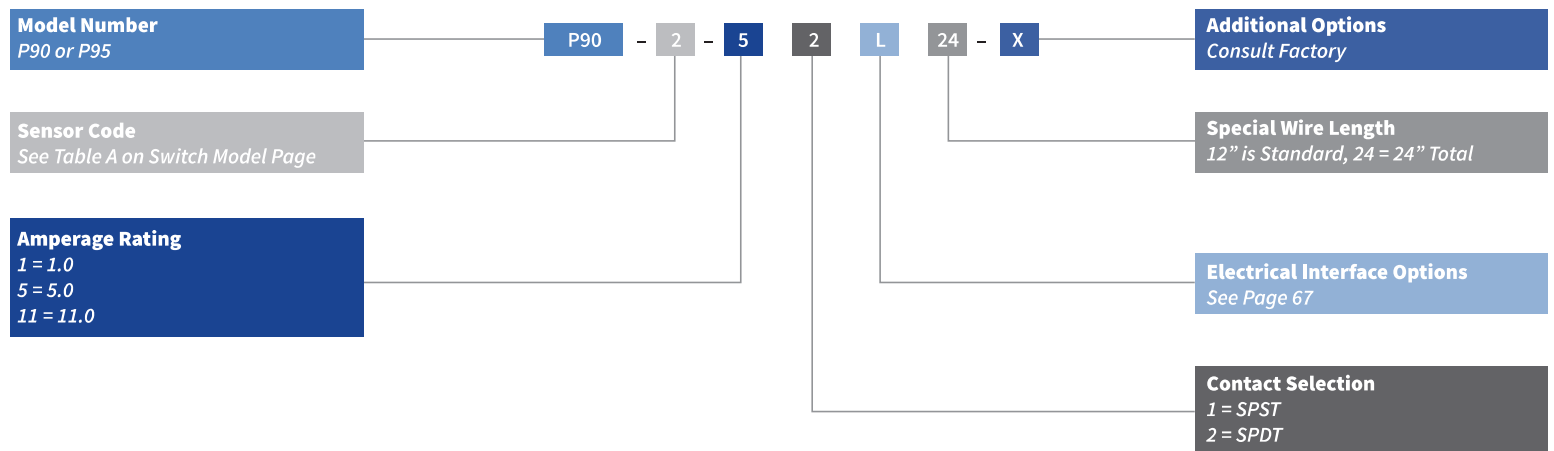 Model Number
P90 or P95
P90 – 2 – 5 2 L 24 – X
Additional Options
Consult Factory
Sensor Code
See Table A on Switch Model Page
Special Wire Length
12” is Standard, 24 = 24” Total
Amperage Rating
1 = 1.0
5 = 5.0
11 = 11.0
Electrical Interface Options
See Page 67
Contact Selection
1 = SPST
2 = SPDT